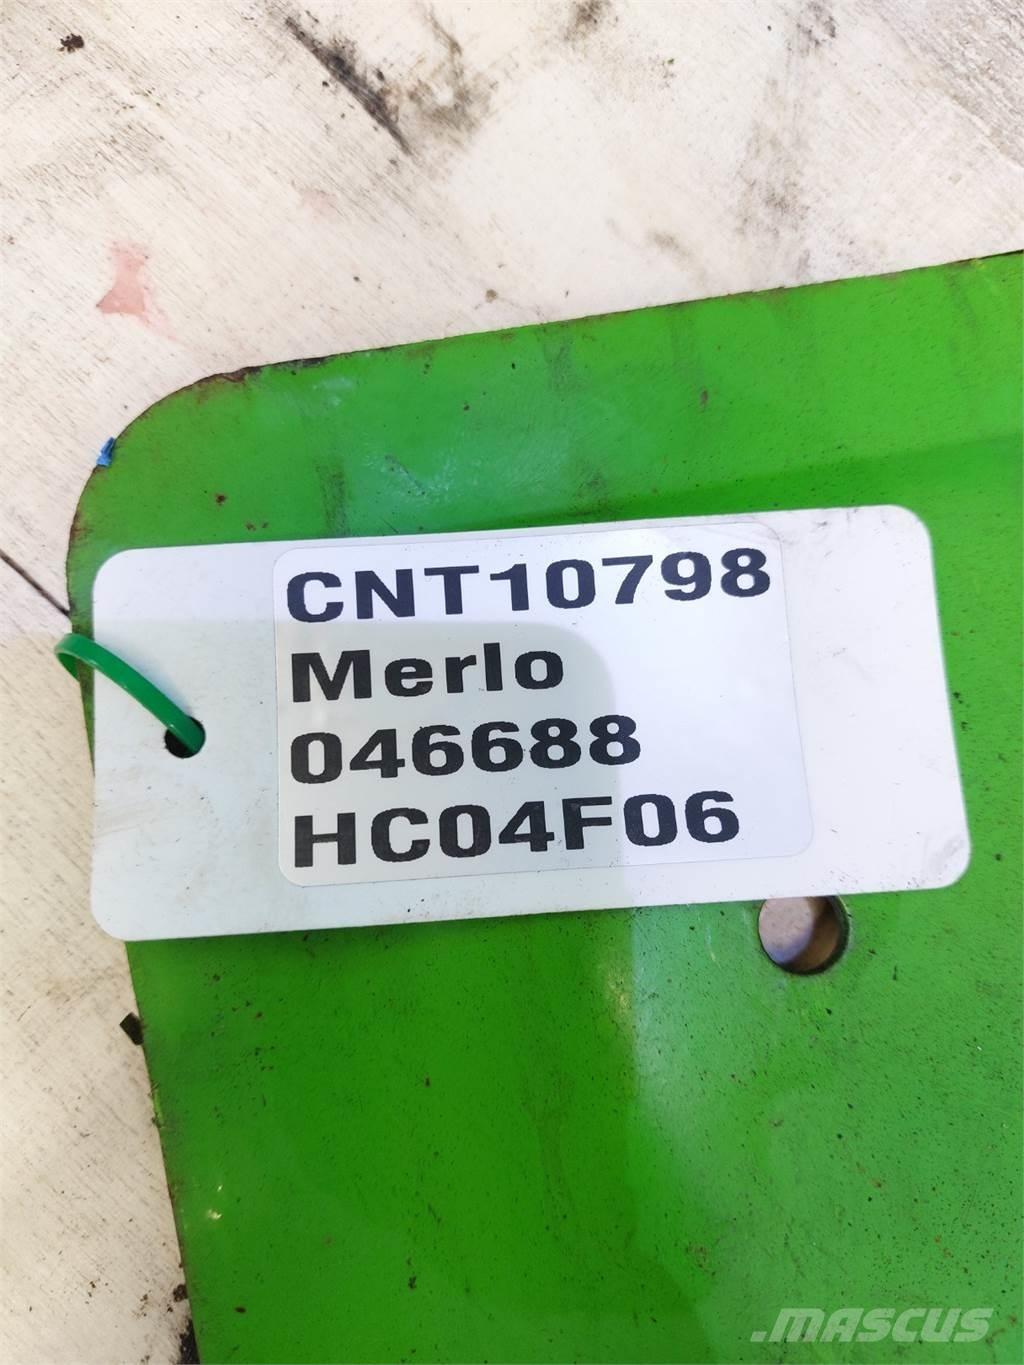 CNT10798
Merlo
046688
HC04F06
.MASCUS